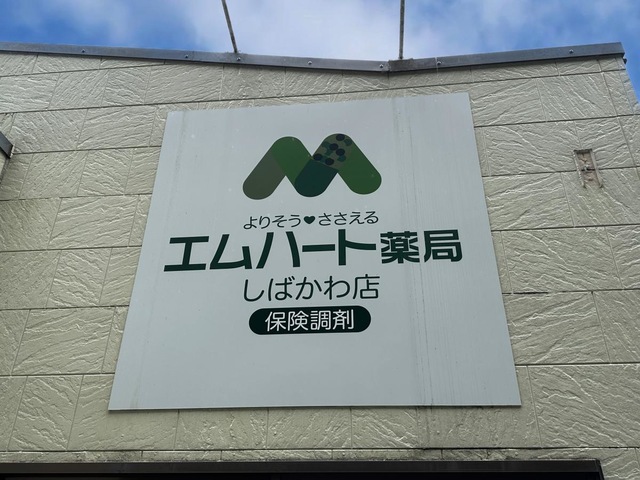 よりそう♥ささえる
エムハート薬局
しばかわ店
保険調剤